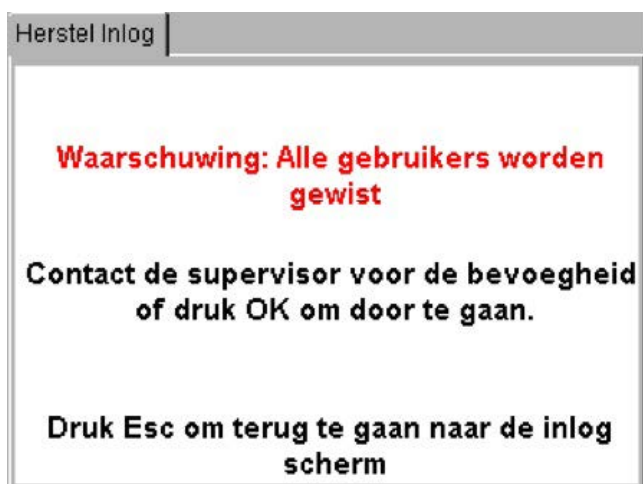 Herstel Inlog
Waarschuwing: Alle gebruikers worden
gewist
Contact de supervisor voor de bevoegheid
of druk OK om door te gaan.
Druk Esc om terug te gaan naar de inlog
scherm